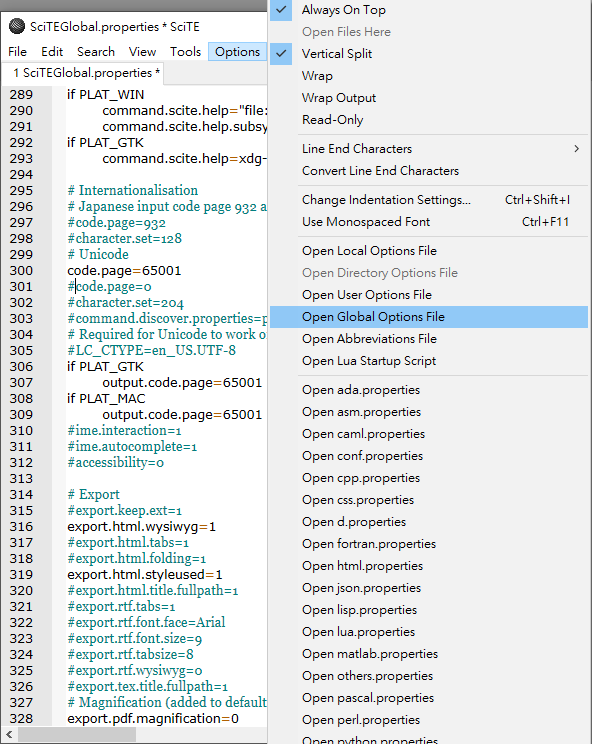 SciTEGlobal.properties * SciTE
File Edit Search View Tools Options
1 SciTEGlobal.properties *
289 if PLAT_WIN
290 command.scite.help="file:
291 command.scite.help.subsy
292 if PLAT_GTK
293 command.scite.help=xdg-
294
295 # Internationalisation
296 # Japanese input code page 932 a
297 #code.page=932
298 #character.set=128
299 # Unicode
300 code.page=65001
301 #code.page=0
302 #character.set=204
303 #command.discover.properties=p
304 # Required for Unicode to work o
305 #LC_CTYPE=en_US.UTF-8
306 if PLAT_GTK
307 output.code.page=65001
308 if PLAT_MAC
309 output.code.page=65001
310 #ime.interaction=1
311 #ime.autocomplete=1
312 #accessibility=0
313
314 # Export
315 #export.keep.ext=1
316 export.html.wysiwyg=1
317 #export.html.tabs=1
318 #export.html.folding=1
319 export.html.styleused=1
320 #export.html.title.fullpath=1
321 #export.rtf.tabs=1
322 #export.rtf.font.face=Arial
323 #export.rtf.font.size=9
324 #export.rtf.tabsize=8
325 #export.rtf.wysiwyg=0
326 #export.tex.title.fullpath=1
327 # Magnification (added to default
328 export.pdf.magnification=0
Always On Top
Open Files Here
Vertical Split
Wrap
Wrap Output
Read-Only
Line End Characters
Convert Line End Characters
Change Indentation Settings... Ctrl+Shift+I
Use Monospaced Font Ctrl+F11
Open Local Options File
Open Directory Options File
Open User Options File
Open Global Options File
Open Abbreviations File
Open Lua Startup Script
Open ada.properties
Open asm.properties
Open caml.properties
Open conf.properties
Open cpp.properties
Open css.properties
Open d.properties
Open fortran.properties
Open html.properties
Open json.properties
Open lisp.properties
Open lua.properties
Open matlab.properties
Open others.properties
Open pascal.properties
Open perl.properties
Open python.properties